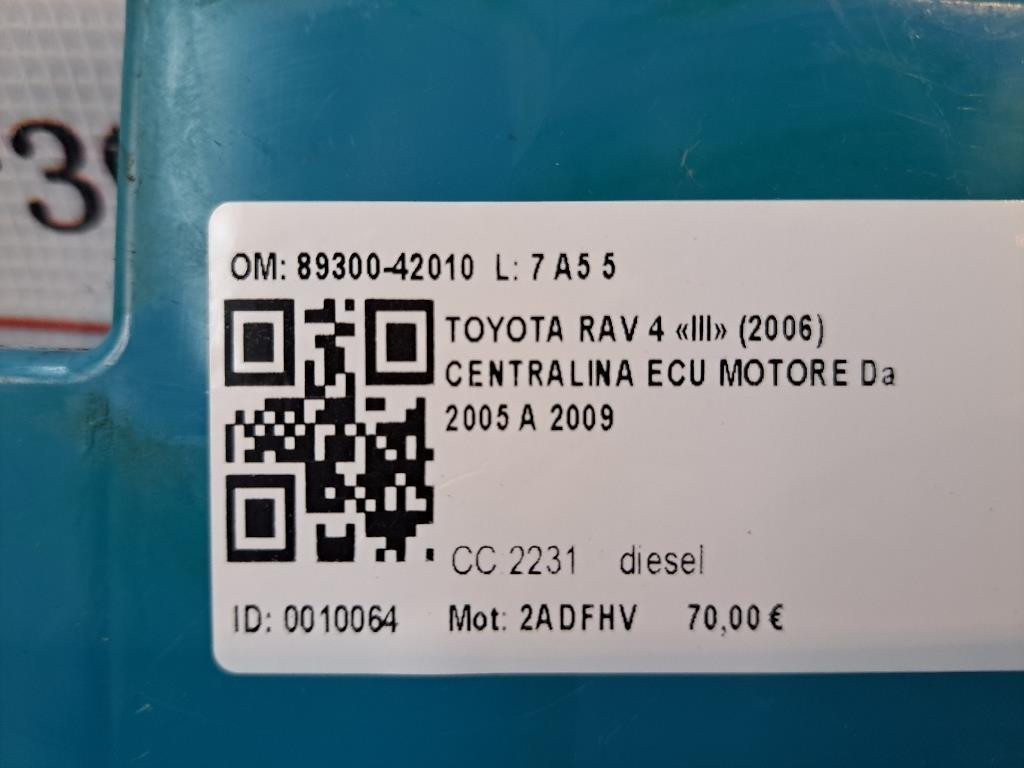 3
OM: 89300-42010 L: 7 A5 5
TOYOTA RAV 4 «III» (2006)
CENTRALINA ECU MOTORE Da
2005 A 2009
CC 2231 diesel
ID: 0010064 Mot: 2ADFHV 70,00 €